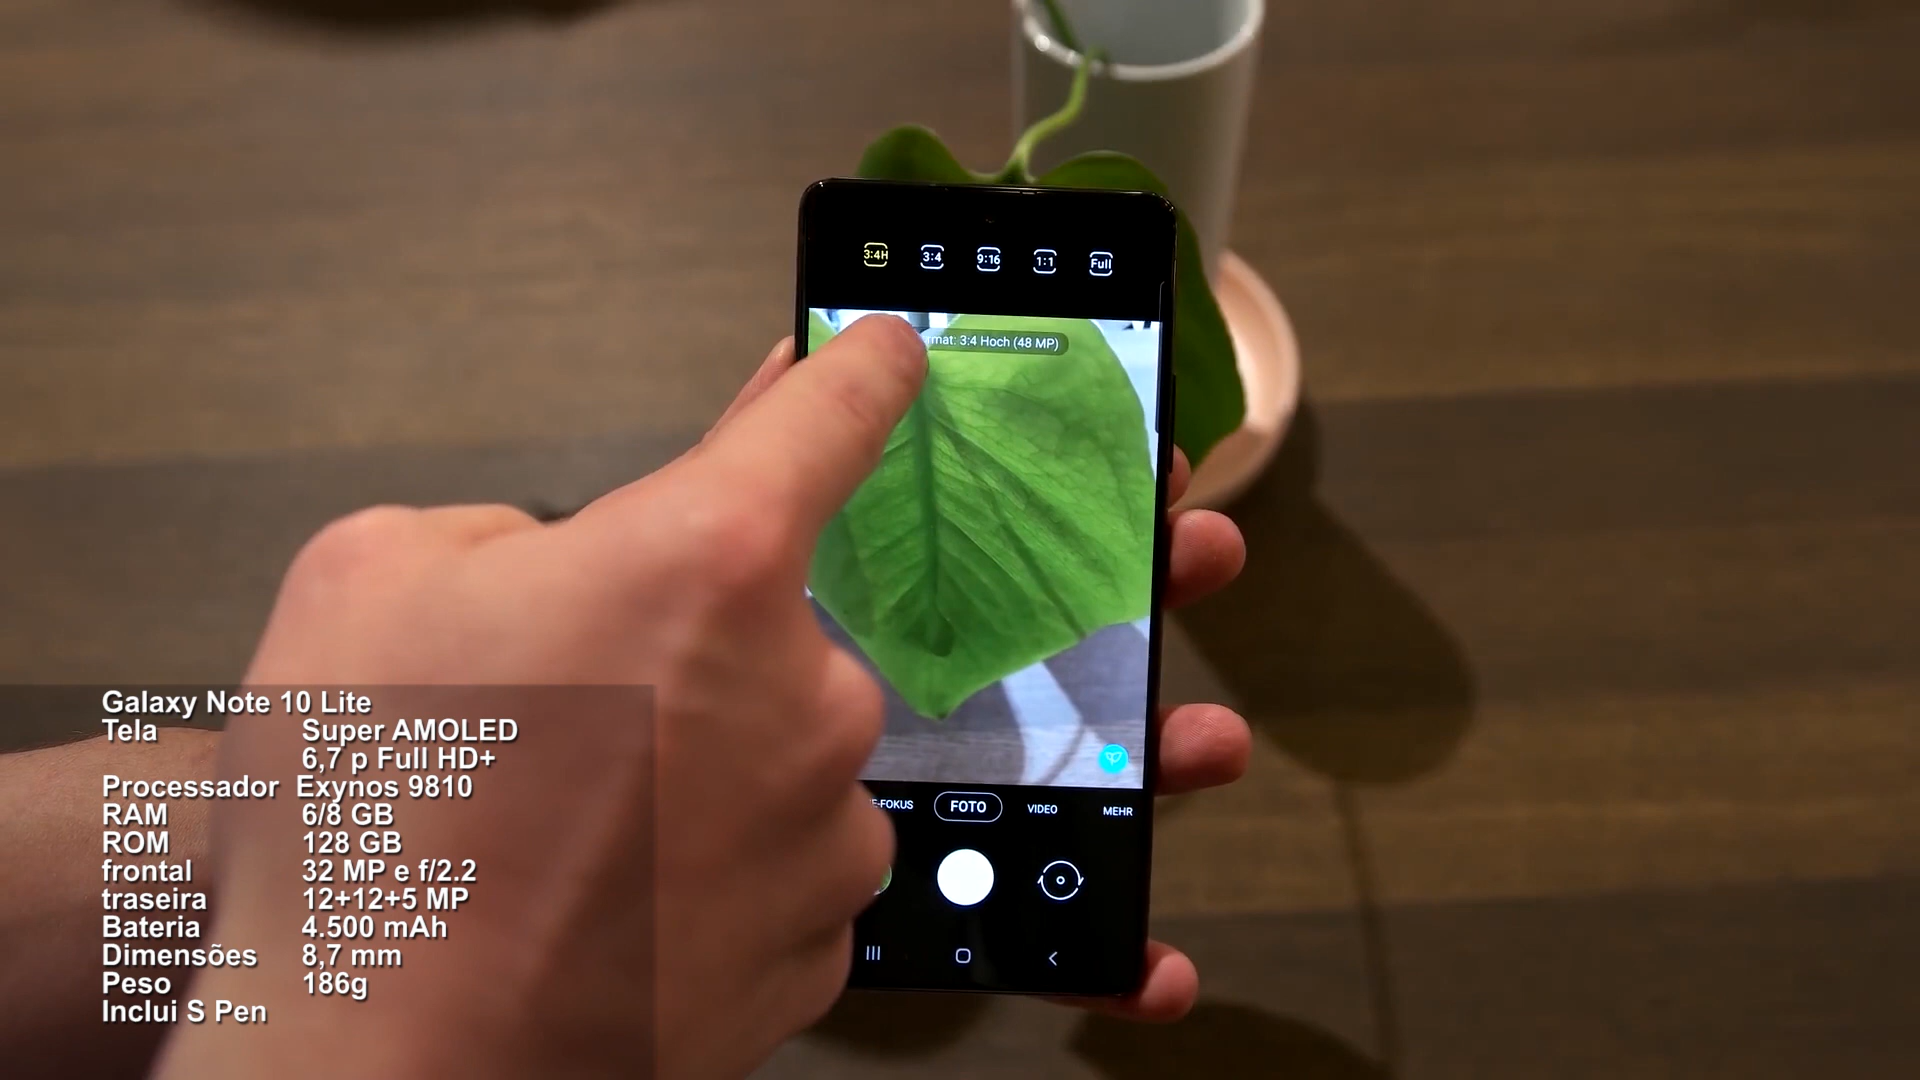 3:4H 3:4 9:16 1:1 Full
rmat: 3:4 Hoch (48 MP)
E-FOKUS FOTO VIDEO MEHR
Galaxy Note 10 Lite
Tela Super AMOLED
6,7 p Full HD+
Processador Exynos 9810
RAM 6/8 GB
ROM 128 GB
frontal 32 MP e f/2.2
traseira 12+12+5 MP
Bateria 4.500 mAh
Dimensões 8,7 mm
Peso 186g
Inclui S Pen